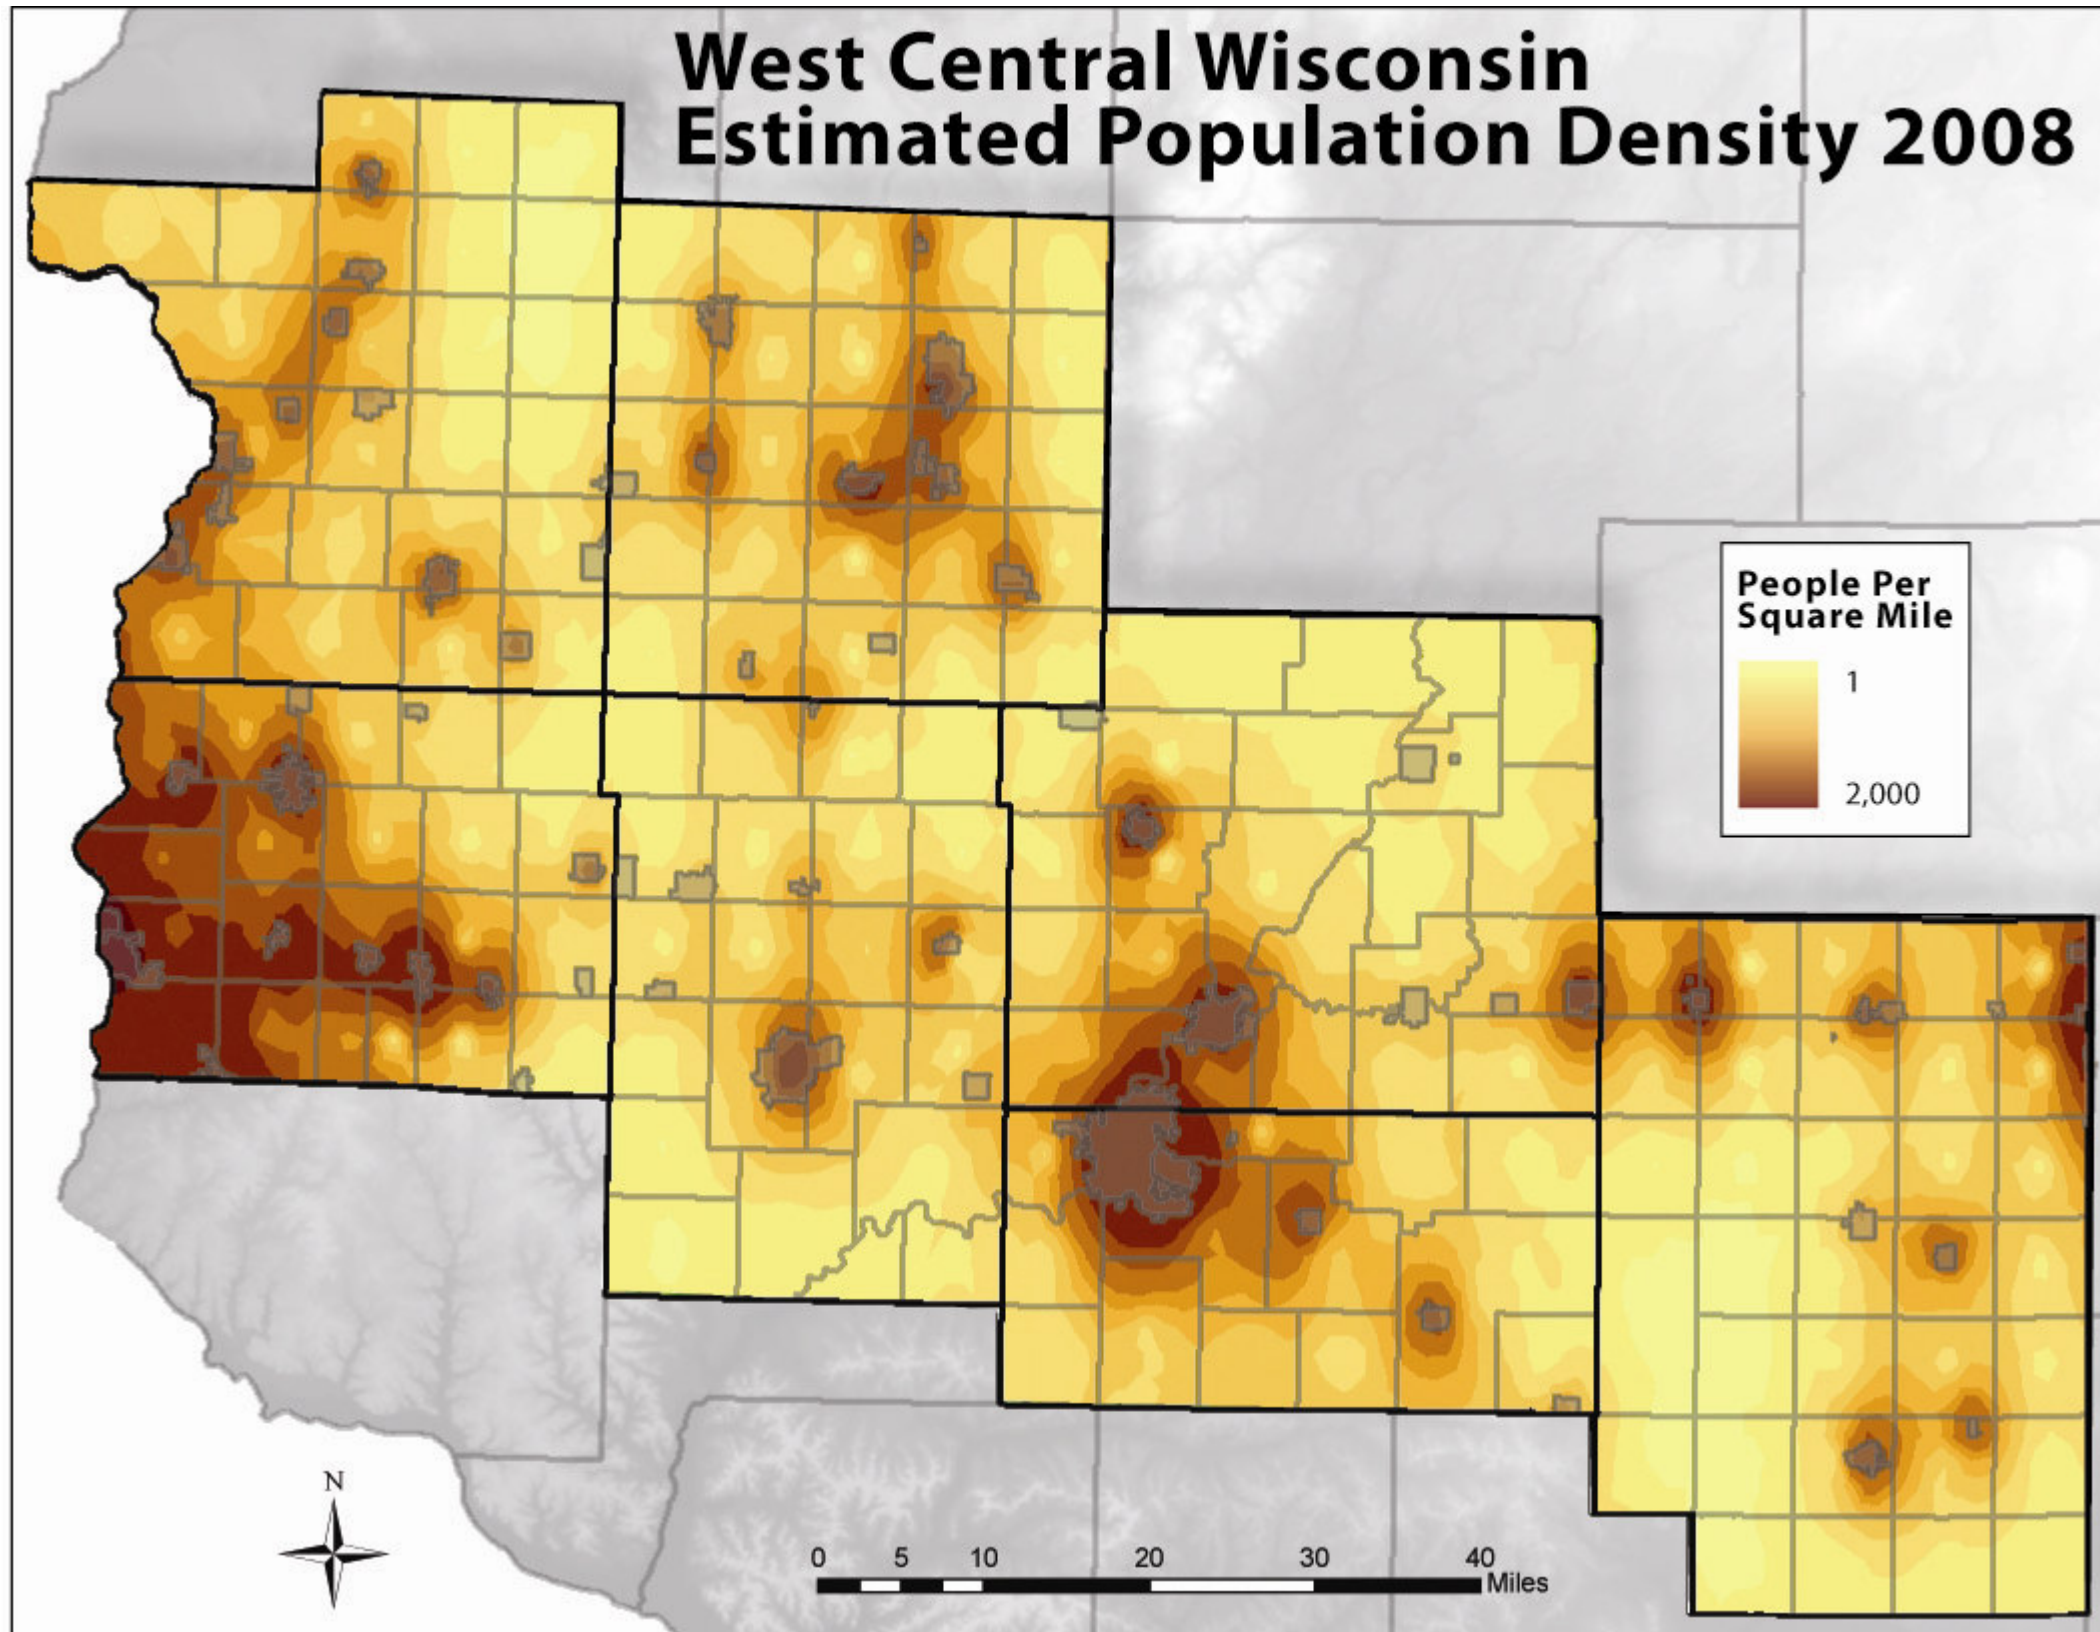 West Central Wisconsin
Estimated Population Density 2008
People Per
Square Mile
1
2,000
N
0 5 10 20 30 40
Miles